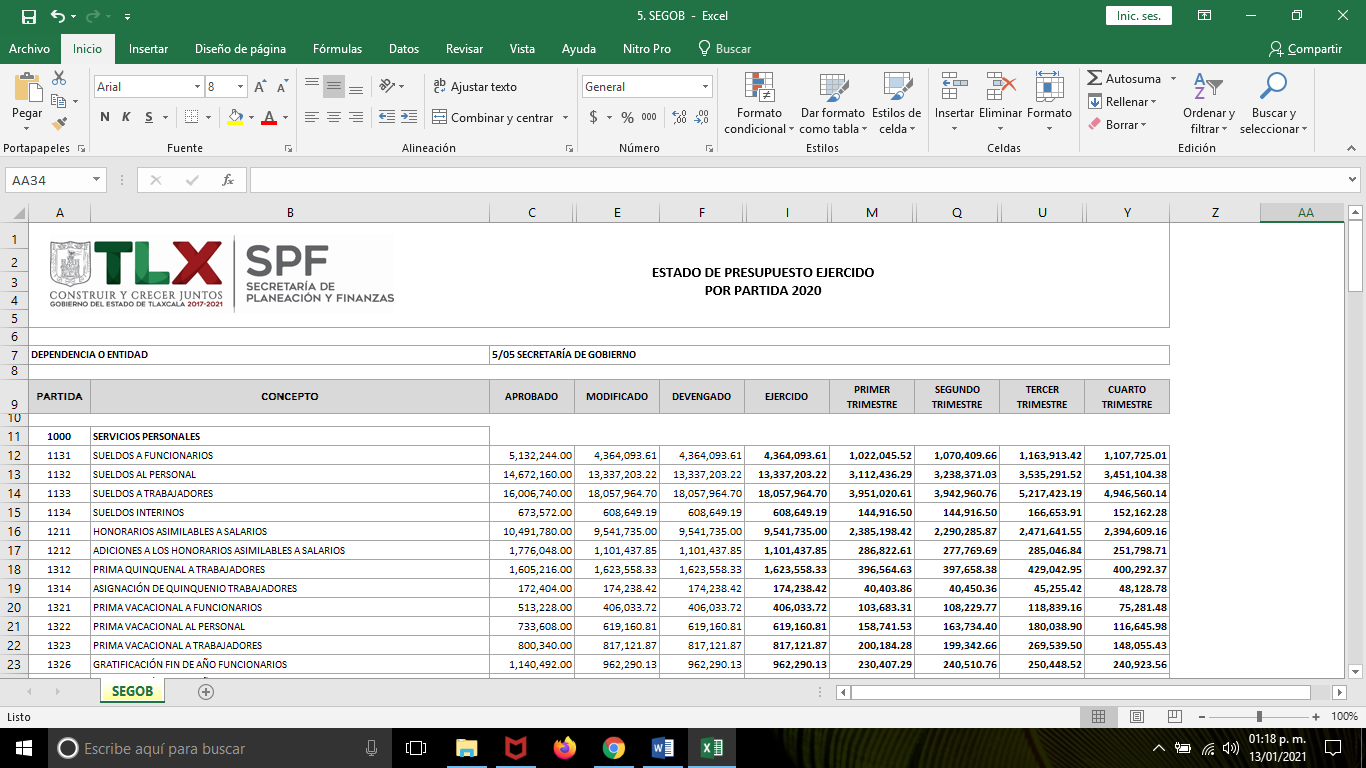 5. SEGOB - Excel
Inic. ses.
Archivo Inicio Insertar Diseño de página Fórmulas Datos Revisar Vista Ayuda Nitro Pro Buscar Compartir
Pegar
Arial 8
N K S
Ajustar texto
Combinar y centrar
General
$ % 000
Formato condicional
Dar formato como tabla
Estilos de celda
Insertar Eliminar Formato
Autosuma
Rellenar
Borrar
Ordenar y filtrar
Buscar y seleccionar
Portapapeles Fuente Alineación Número Estilos Celdas Edición
AA34 fx
A B C E F I M Q U Y Z AA
1
2
3
4
5
TLX
CONSTRUIR Y CRECER JUNTOS
GOBIERNO DEL ESTADO DE TLAXCALA 2017-2021
SPF
SECRETARÍA DE
PLANEACIÓN Y FINANZAS
ESTADO DE PRESUPUESTO EJERCIDO
POR PARTIDA 2020
6
7 DEPENDENCIA O ENTIDAD 5/05 SECRETARÍA DE GOBIERNO
8
9 PARTIDA CONCEPTO APROBADO MODIFICADO DEVENGADO EJERCIDO PRIMER TRIMESTRE SEGUNDO TRIMESTRE TERCER TRIMESTRE CUARTO TRIMESTRE
10
11 1000 SERVICIOS PERSONALES
12 1131 SUELDOS A FUNCIONARIOS 5,132,244.00 4,364,093.61 4,364,093.61 4,364,093.61 1,022,045.52 1,070,409.66 1,163,913.42 1,107,725.01
13 1132 SUELDOS AL PERSONAL 14,672,160.00 13,337,203.22 13,337,203.22 13,337,203.22 3,112,436.29 3,238,371.03 3,535,291.52 3,451,104.38
14 1133 SUELDOS A TRABAJADORES 16,006,740.00 18,057,964.70 18,057,964.70 18,057,964.70 3,951,020.61 3,942,960.76 5,217,423.19 4,946,560.14
15 1134 SUELDOS INTERINOS 673,572.00 608,649.19 608,649.19 608,649.19 144,916.50 144,916.50 166,653.91 152,162.28
16 1211 HONORARIOS ASIMILABLES A SALARIOS 10,491,780.00 9,541,735.00 9,541,735.00 9,541,735.00 2,385,198.42 2,290,285.87 2,471,641.55 2,394,609.16
17 1212 ADICIONES A LOS HONORARIOS ASIMILABLES A SALARIOS 1,776,048.00 1,101,437.85 1,101,437.85 1,101,437.85 286,822.61 277,769.69 285,046.84 251,798.71
18 1312 PRIMA QUINQUENAL A TRABAJADORES 1,605,216.00 1,623,558.33 1,623,558.33 1,623,558.33 396,564.63 397,658.38 429,042.95 400,292.37
19 1314 ASIGNACIÓN DE QUINQUENIO TRABAJADORES 172,404.00 174,238.42 174,238.42 174,238.42 40,403.86 40,450.36 45,255.42 48,128.78
20 1321 PRIMA VACACIONAL A FUNCIONARIOS 513,228.00 406,033.72 406,033.72 406,033.72 103,683.31 108,229.77 118,839.16 75,281.48
21 1322 PRIMA VACACIONAL AL PERSONAL 733,608.00 619,160.81 619,160.81 619,160.81 158,741.53 163,734.40 180,038.90 116,645.98
22 1323 PRIMA VACACIONAL A TRABAJADORES 800,340.00 817,121.87 817,121.87 817,121.87 200,184.28 199,342.66 269,539.50 148,055.43
23 1326 GRATIFICACIÓN FIN DE AÑO FUNCIONARIOS 1,140,492.00 962,290.13 962,290.13 962,290.13 230,407.29 240,510.76 250,448.52 240,923.56
SEGOB
Listo 100%
Escribe aquí para buscar
01:18 p. m.
13/01/2021